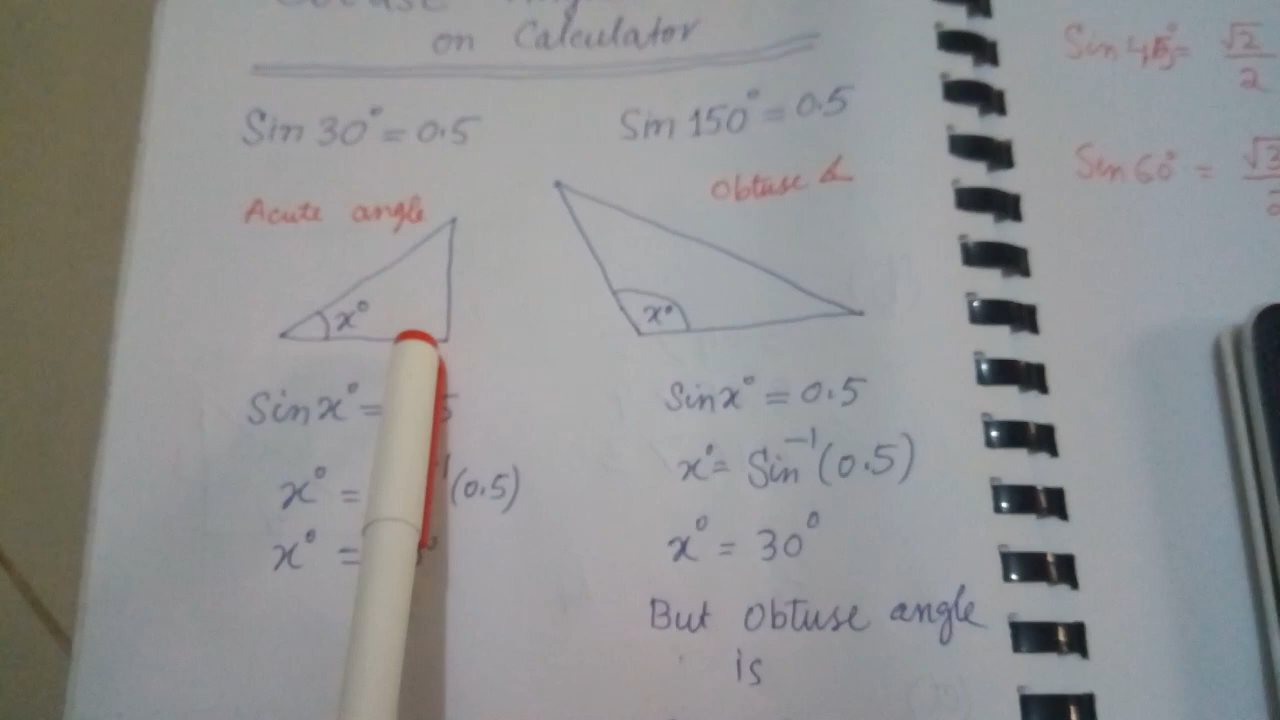 on Calculator
Sin 30° = 0.5
Sin 150° = 0.5
Acute angle
Obtuse ∠
x°
x°
Sin x° =
x° = (0.5)
x° =
Sin x° = 0.5
x° = Sin⁻¹(0.5)
x° = 30°
But obtuse angle
is
Sin 45° = √2/2
Sin 60° =